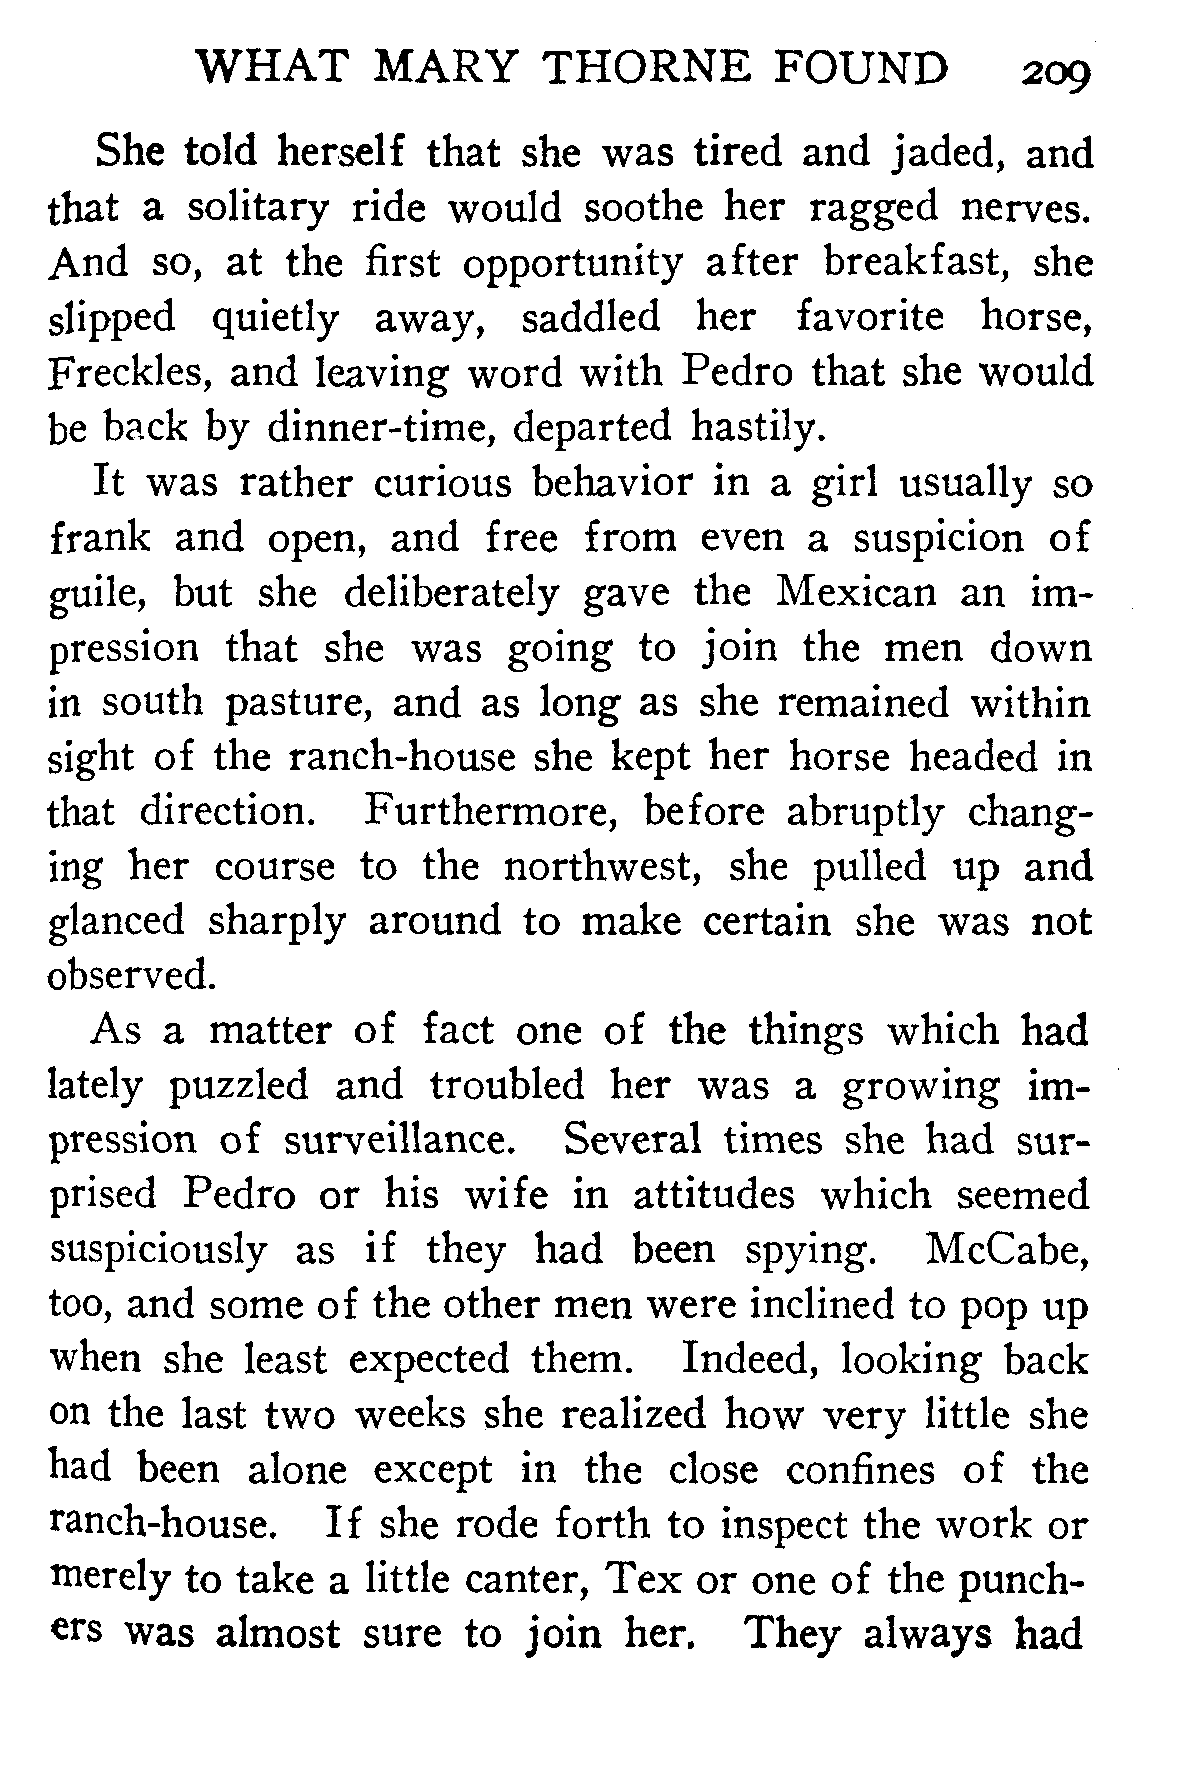 WHAT MARY THORNE FOUND 209
She told herself that she was tired and jaded, and
that a solitary ride would soothe her ragged nerves.
And so, at the first opportunity after breakfast, she
slipped quietly away, saddled her favorite horse,
Freckles, and leaving word with Pedro that she would
be back by dinner-time, departed hastily.
It was rather curious behavior in a girl usually so
frank and open, and free from even a suspicion of
guile, but she deliberately gave the Mexican an im-
pression that she was going to join the men down
in south pasture, and as long as she remained within
sight of the ranch-house she kept her horse headed in
that direction. Furthermore, before abruptly chang-
ing her course to the northwest, she pulled up and
glanced sharply around to make certain she was not
observed.
As a matter of fact one of the things which had
lately puzzled and troubled her was a growing im-
pression of surveillance. Several times she had sur-
prised Pedro or his wife in attitudes which seemed
suspiciously as if they had been spying. McCabe,
too, and some of the other men were inclined to pop up
when she least expected them. Indeed, looking back
on the last two weeks she realized how very little she
had been alone except in the close confines of the
ranch-house. If she rode forth to inspect the work or
merely to take a little canter, Tex or one of the punch-
ers was almost sure to join her. They always had